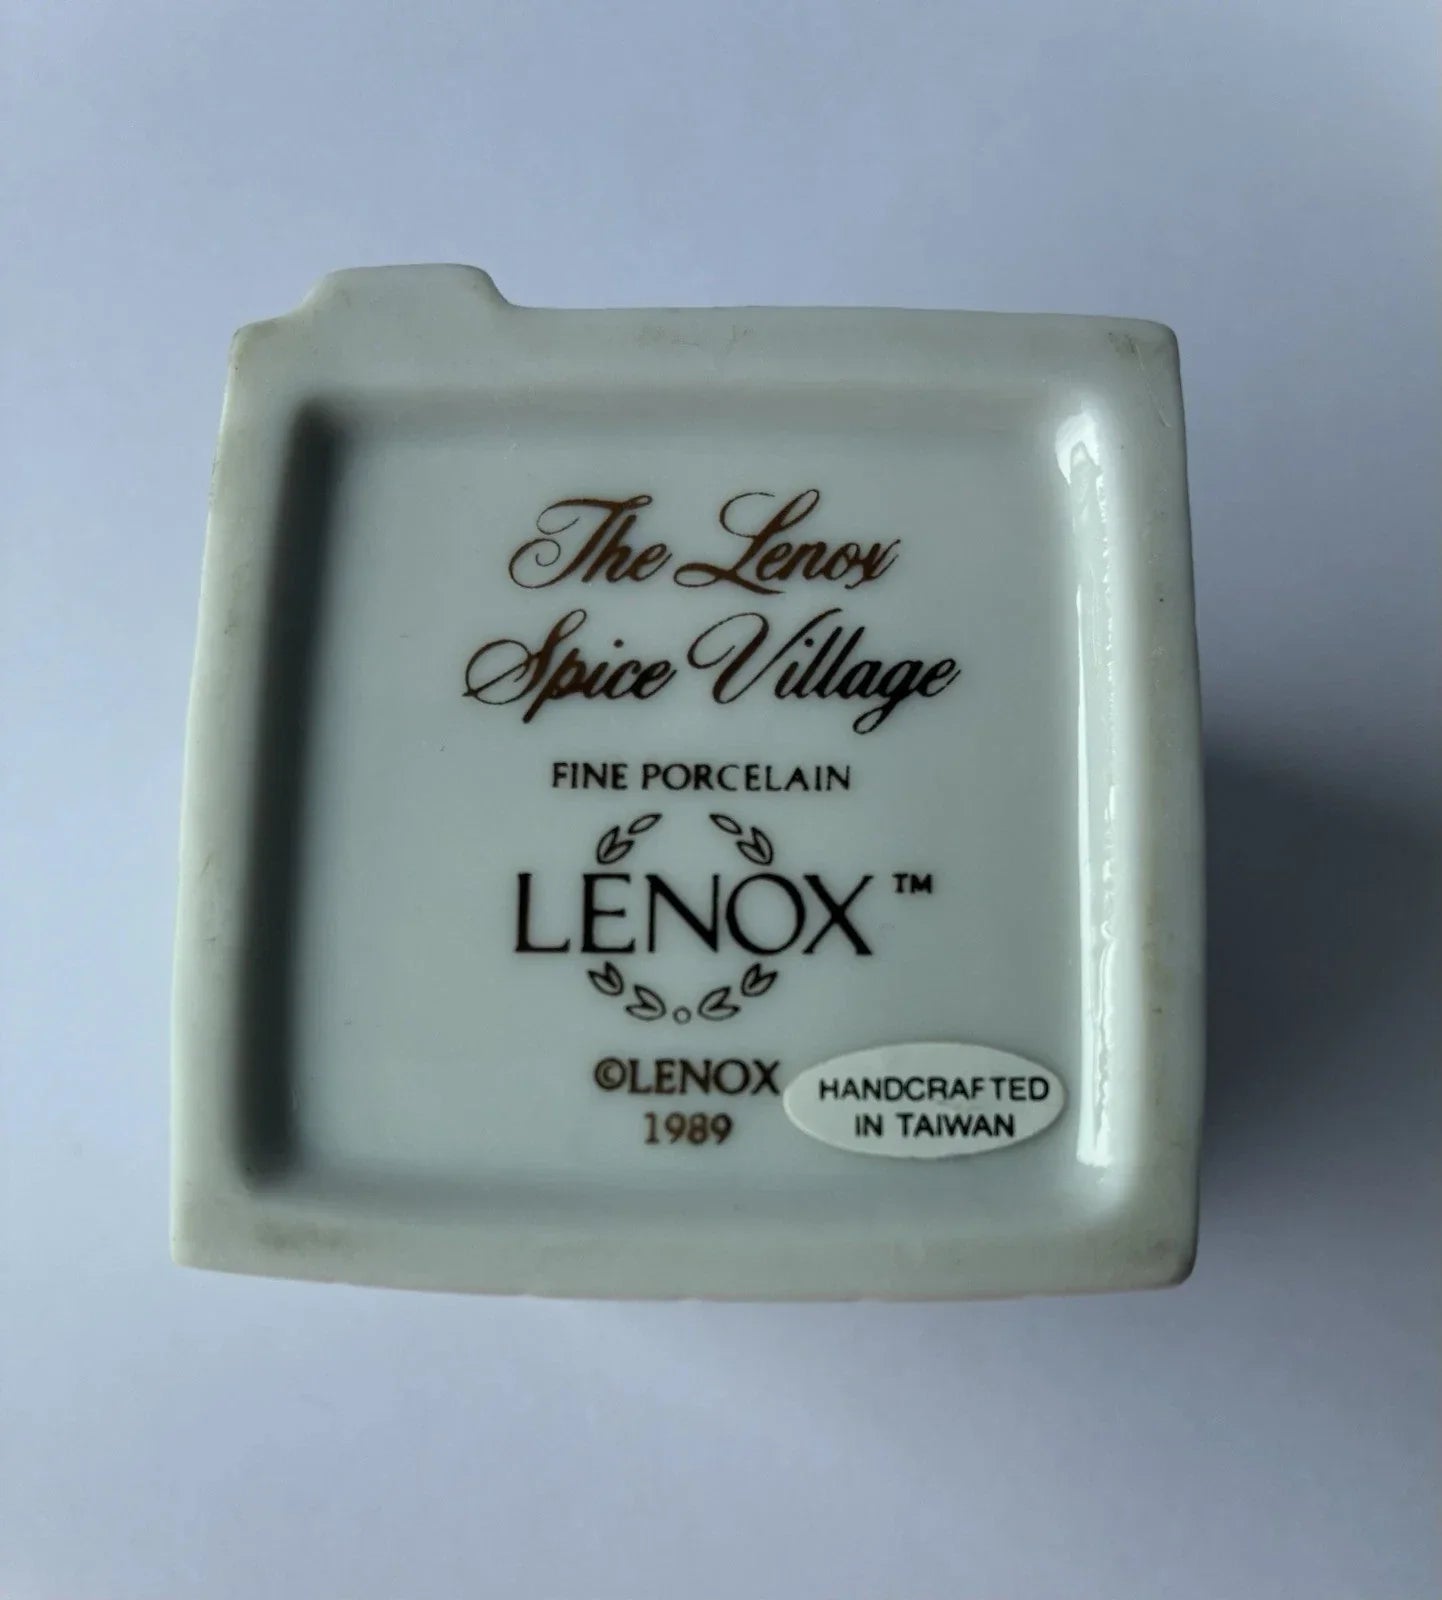 The Lenox
Spice Village
FINE PORCELAIN
LENOX™
©LENOX
1989
HANDCRAFTED
IN TAIWAN